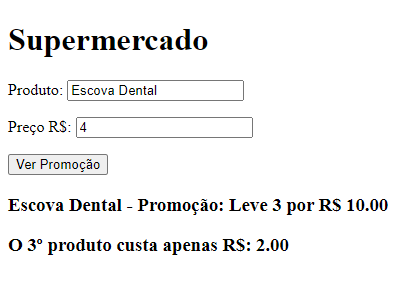 Supermercado
Produto: Escova Dental
Preço R$: 4
Ver Promoção
Escova Dental - Promoção: Leve 3 por R$ 10.00
O 3º produto custa apenas R$: 2.00